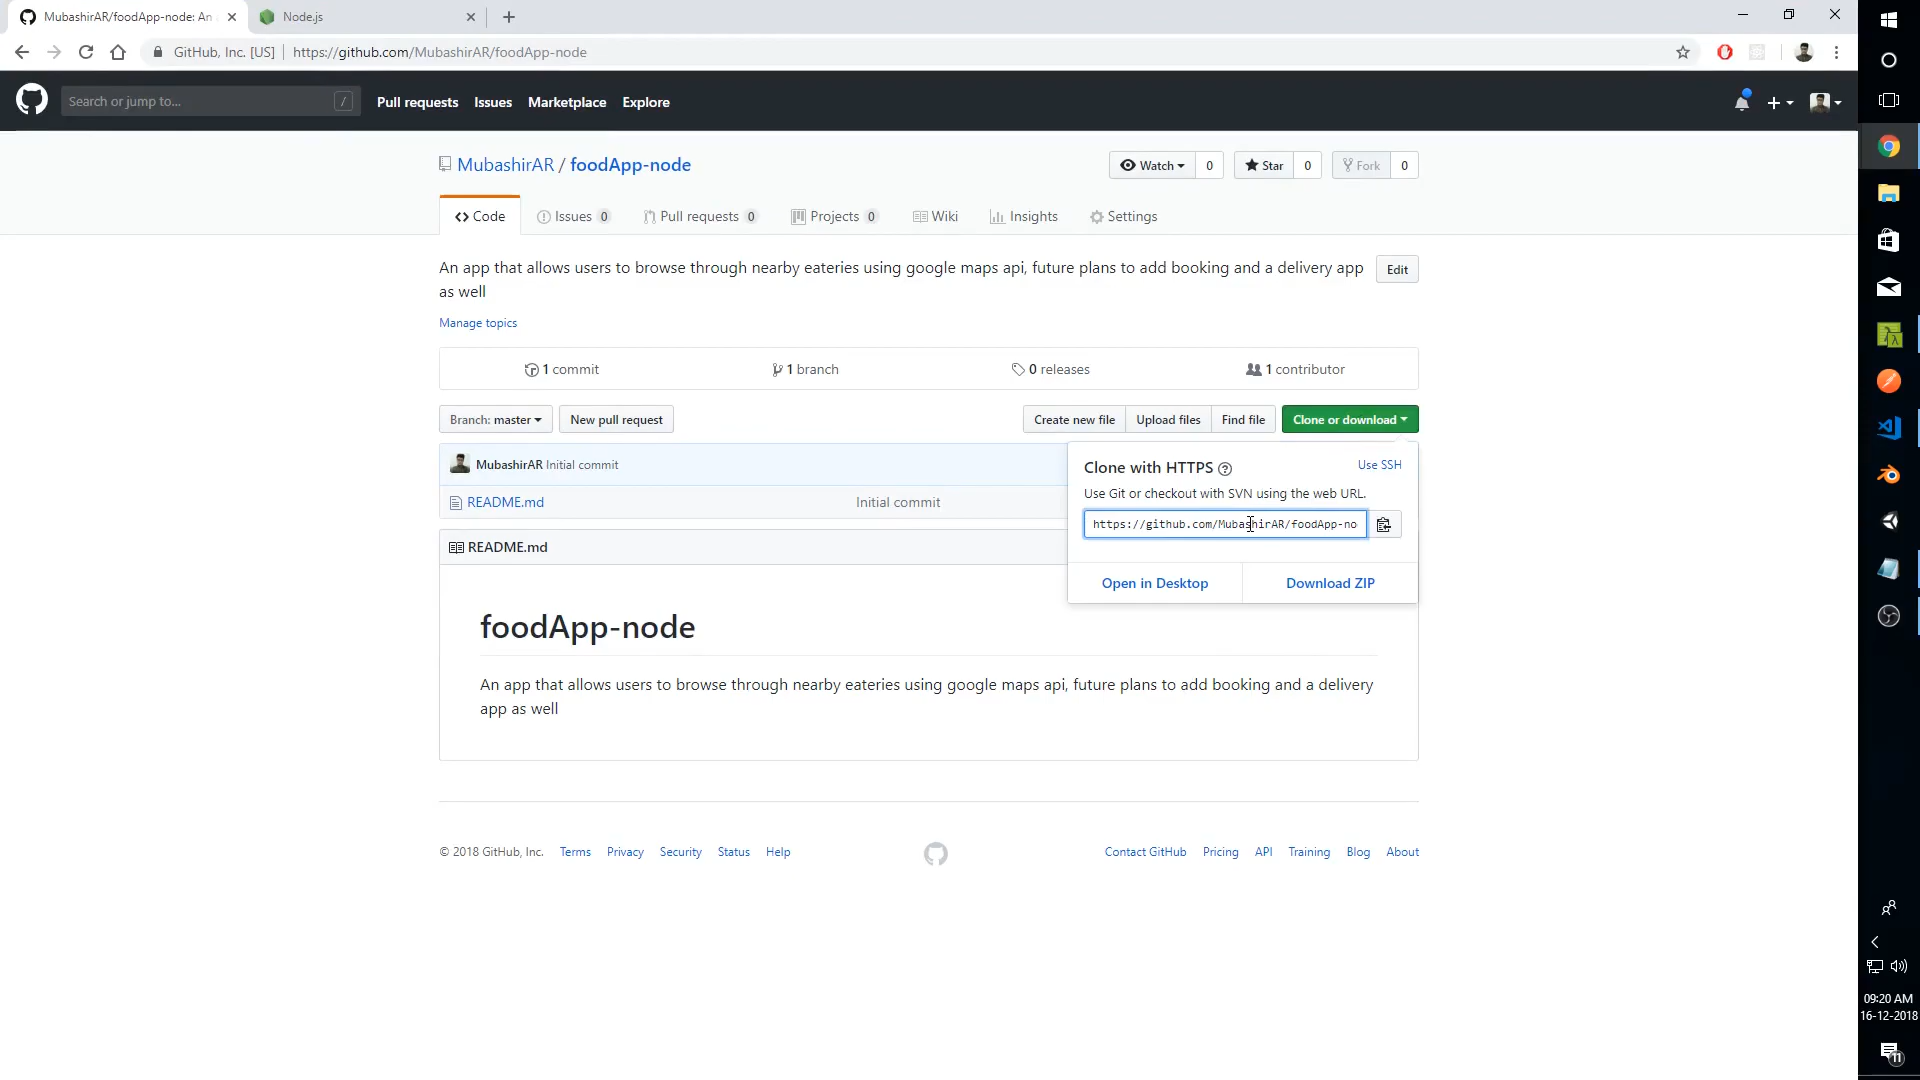 MubashirAR/foodApp-node: An
Node.js
GitHub, Inc. [US] | https://github.com/MubashirAR/foodApp-node
Search or jump to... /
Pull requests Issues Marketplace Explore
MubashirAR / foodApp-node
Watch 0 Star 0 Fork 0
Code Issues 0 Pull requests 0 Projects 0 Wiki Insights Settings
An app that allows users to browse through nearby eateries using google maps api, future plans to add booking and a delivery app
as well
Edit
Manage topics
1 commit 1 branch 0 releases 1 contributor
Branch: master New pull request Create new file Upload files Find file Clone or download
MubashirAR Initial commit
README.md Initial commit
Clone with HTTPS Use SSH
Use Git or checkout with SVN using the web URL.
https://github.com/MubashirAR/foodApp-no
Open in Desktop Download ZIP
README.md
foodApp-node
An app that allows users to browse through nearby eateries using google maps api, future plans to add booking and a delivery
app as well
© 2018 GitHub, Inc. Terms Privacy Security Status Help Contact GitHub Pricing API Training Blog About
09:20 AM
16-12-2018
11